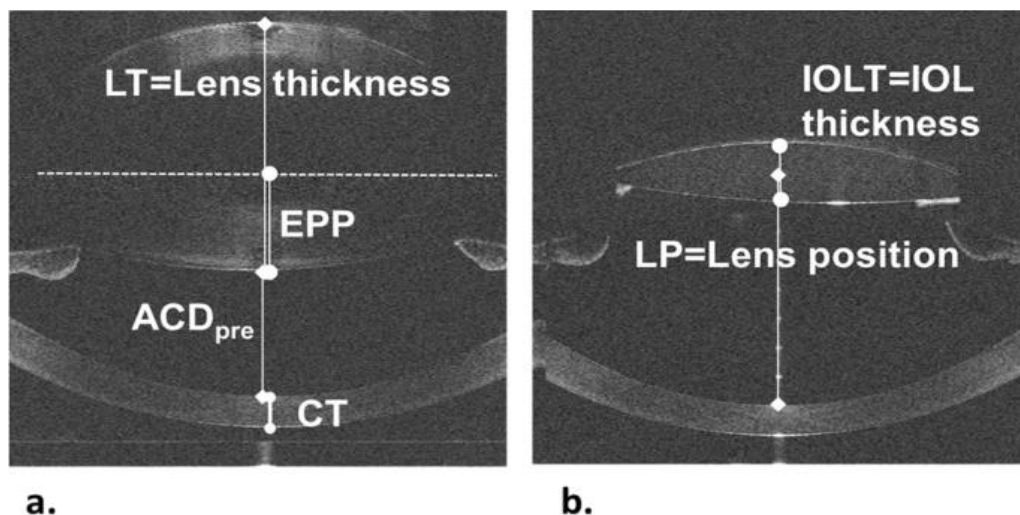 LT=Lens thickness
EPP
ACDpre
CT
a.
IOLT=IOL
thickness
LP=Lens position
b.